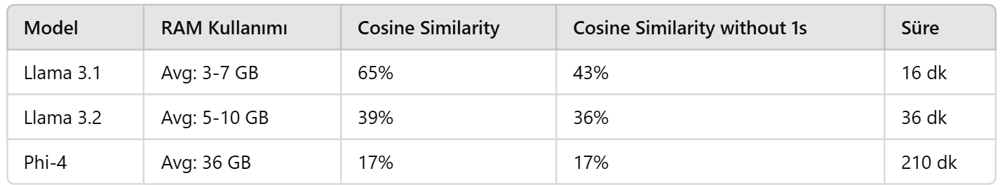 Model RAM Kullanımı Cosine Similarity Cosine Similarity without 1s Süre
Llama 3.1 Avg: 3-7 GB 65% 43% 16 dk
Llama 3.2 Avg: 5-10 GB 39% 36% 36 dk
Phi-4 Avg: 36 GB 17% 17% 210 dk